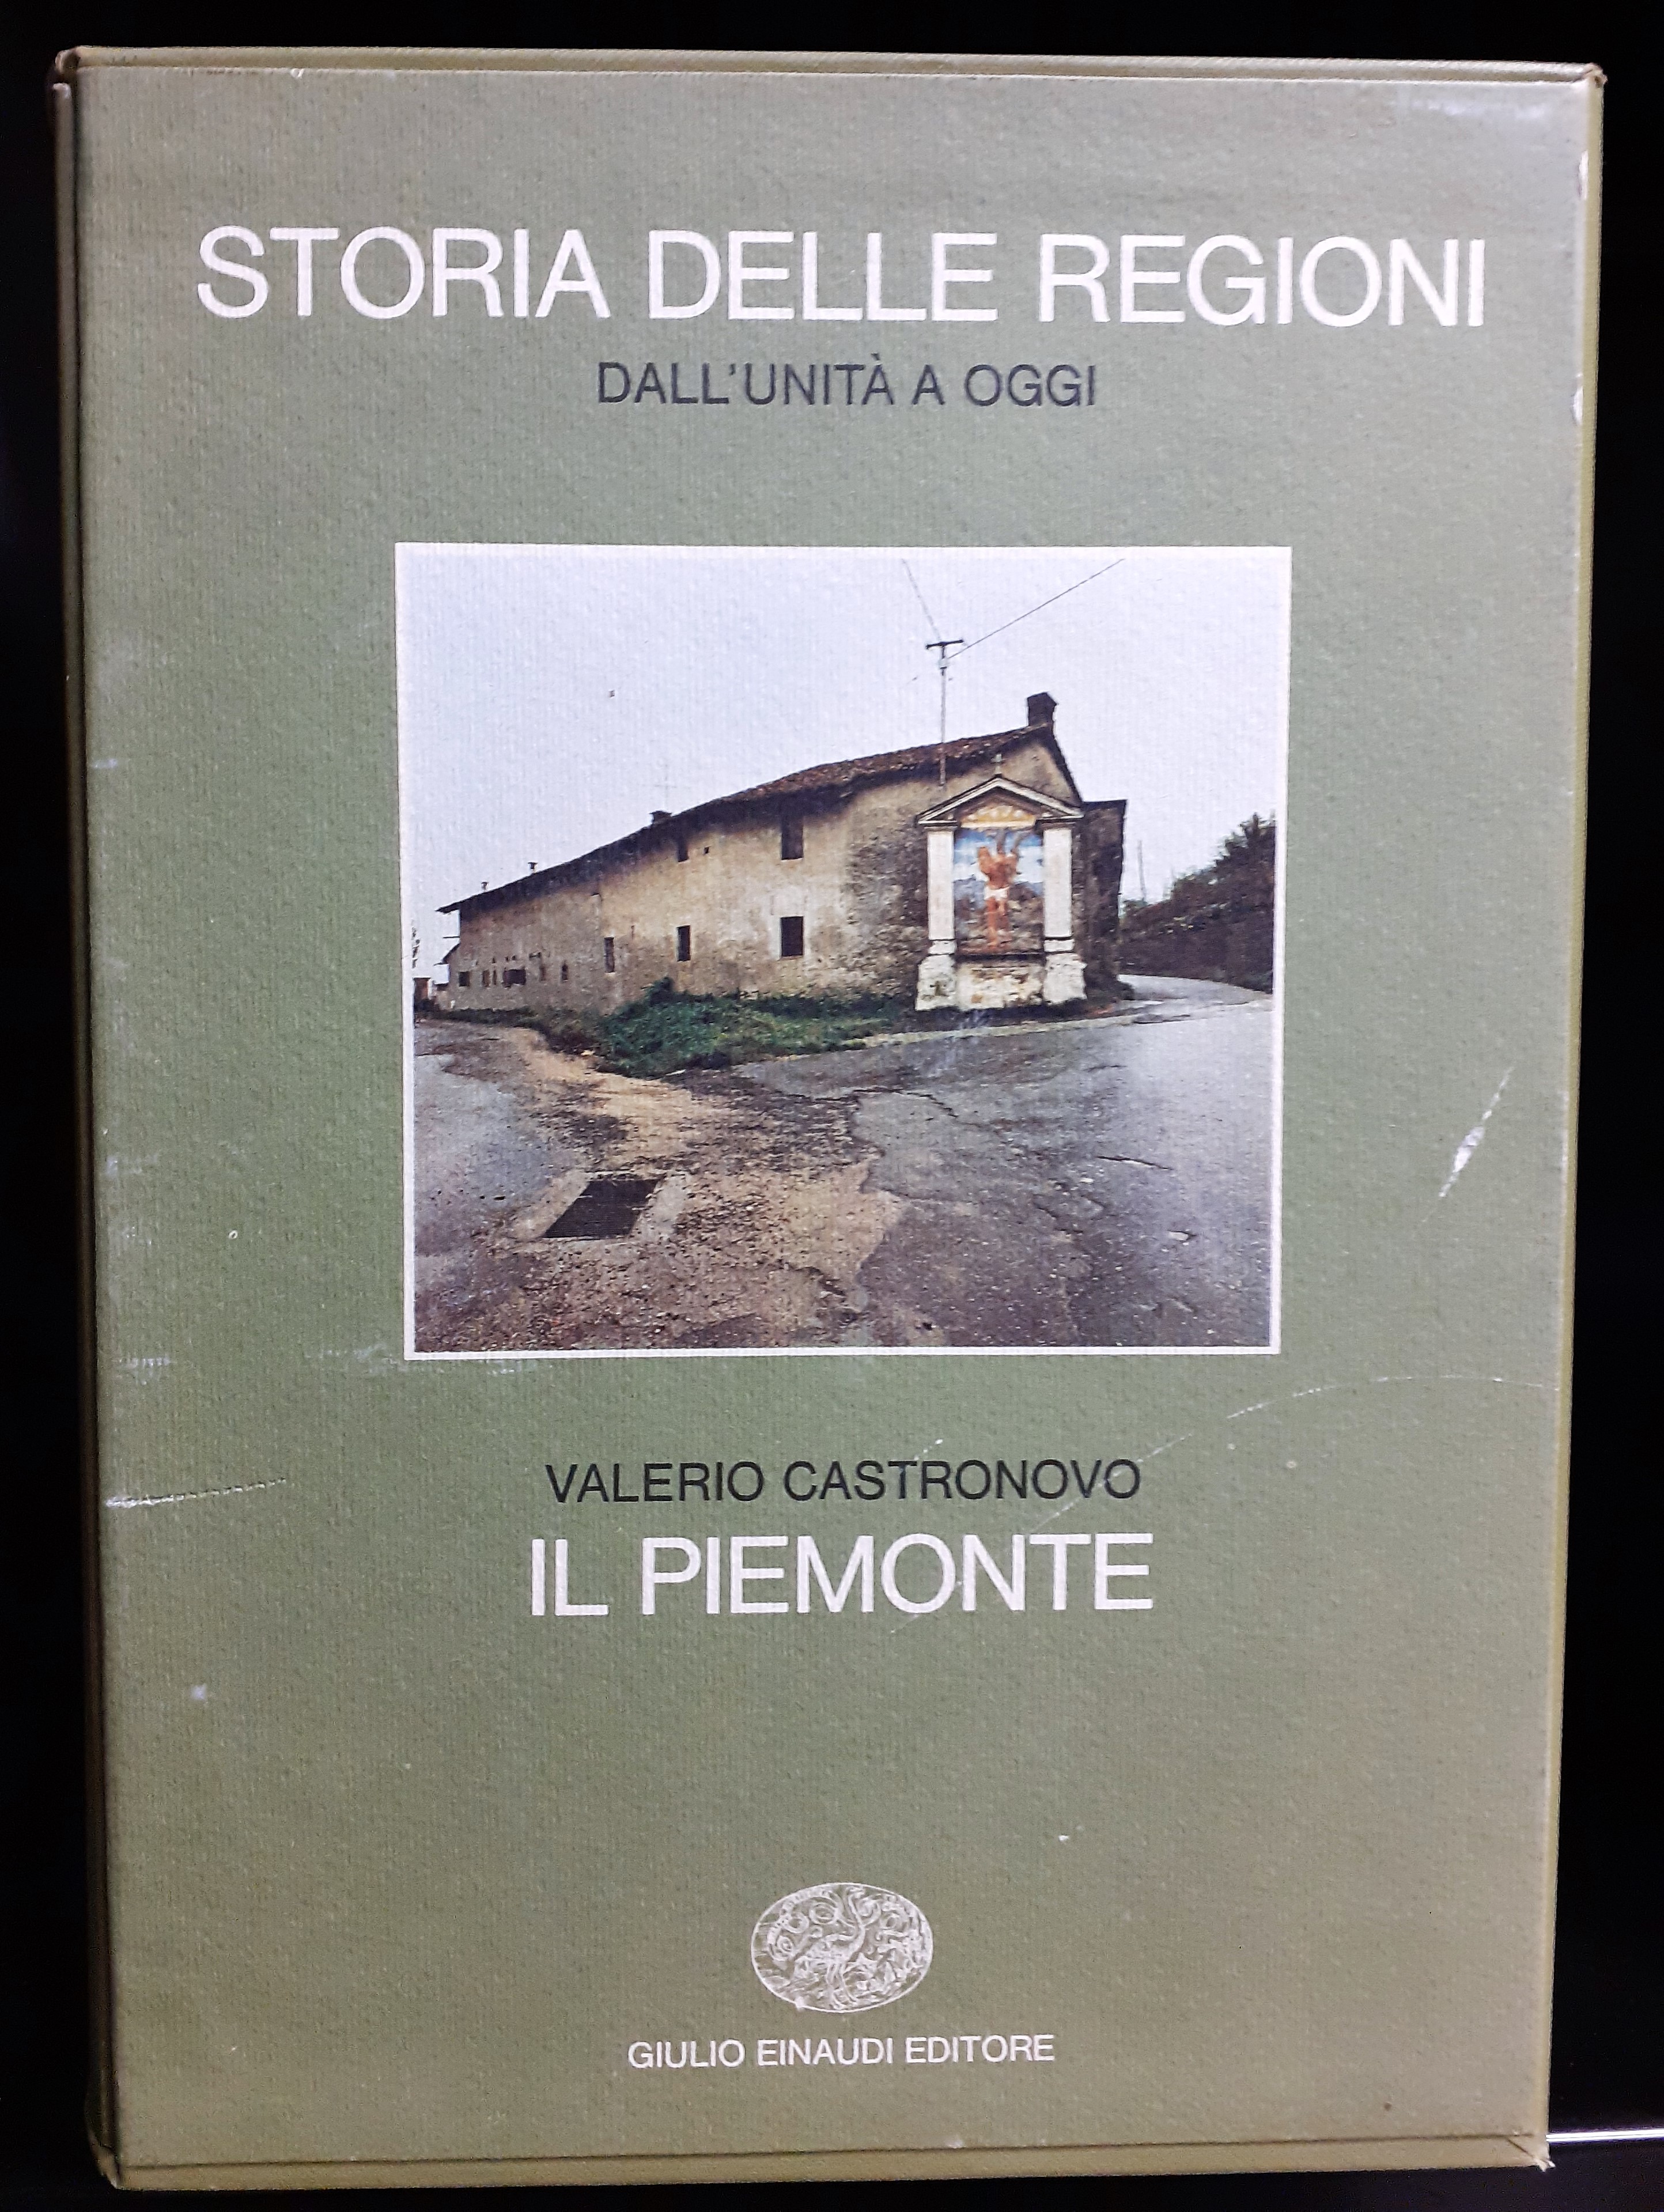 STORIA DELLE REGIONI
DALL'UNITÀ A OGGI
VALERIO CASTRONOVO
IL PIEMONTE
GIULIO EINAUDI EDITORE